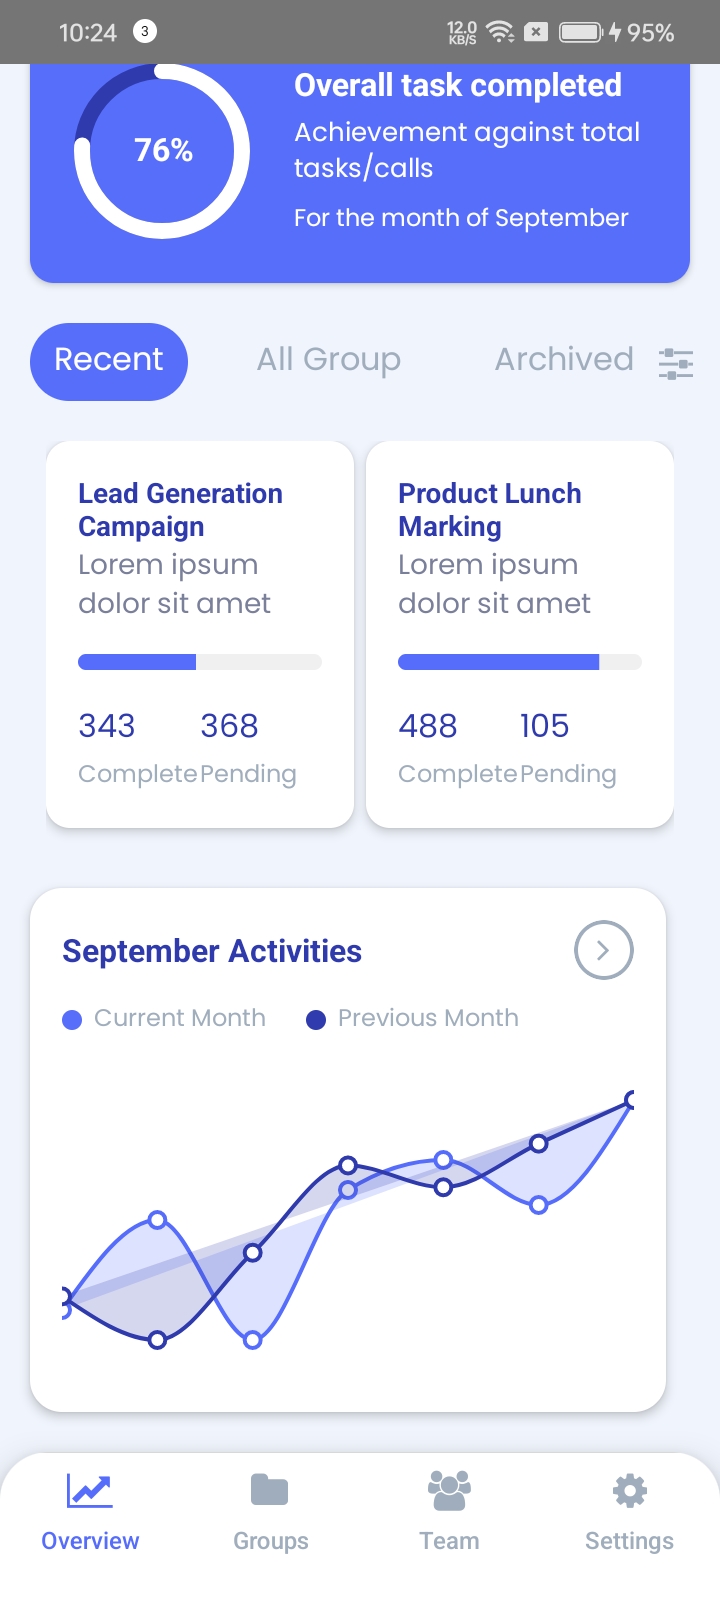 10:24 3 12.0 KB/S 95%
Overall task completed
Achievement against total
tasks/calls
For the month of September
76%
Recent All Group Archived
Lead Generation
Campaign
Lorem ipsum
dolor sit amet
343 368
Complete Pending
Product Lunch
Marking
Lorem ipsum
dolor sit amet
488 105
Complete Pending
September Activities
Current Month Previous Month
Overview Groups Team Settings